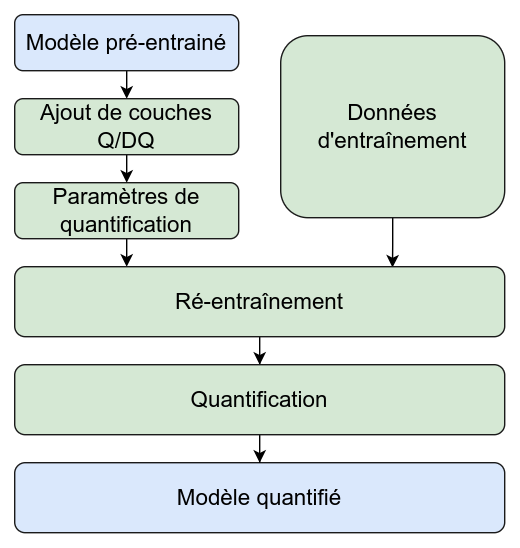 Modèle pré-entrainé
Ajout de couches
Q/DQ
Paramètres de
quantification
Données
d'entraînement
Ré-entraînement
Quantification
Modèle quantifié